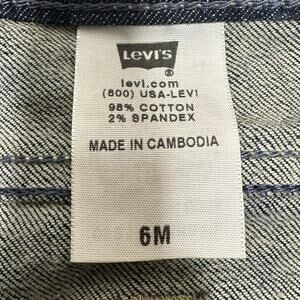 LEVI'S
®
levi.com
(800) USA-LEVI
98% COTTON
2% SPANDEX
MADE IN CAMBODIA
6M